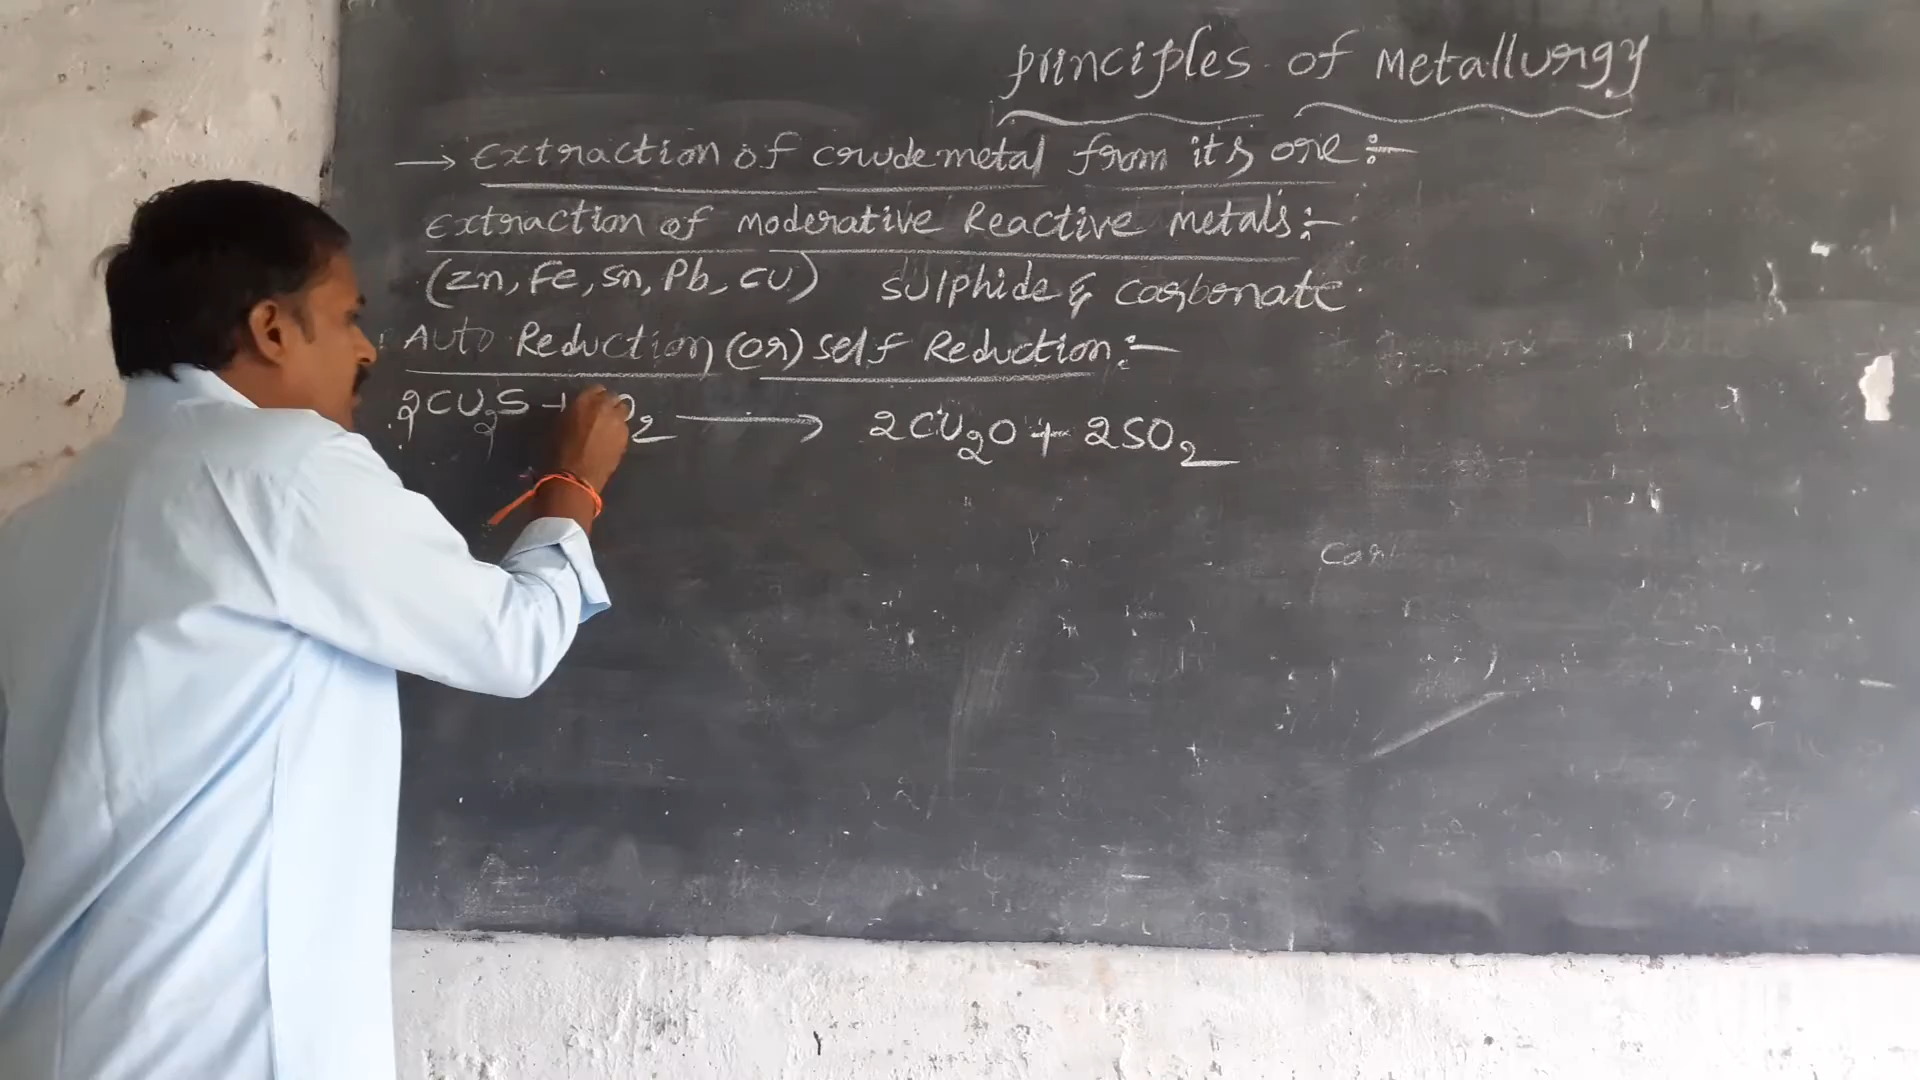 Principles of Metallurgy
→ Extraction of crude metal from its ore :-
Extraction of moderative Reactive metals :-
(Zn, Fe, Sn, Pb, Cu) sulphide & carbonate.
Auto Reduction (or) self Reduction :-
2Cu₂S + O₂ ⟶ 2Cu₂O + 2SO₂